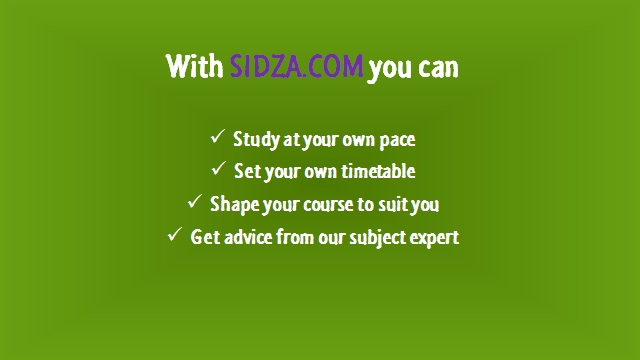 With SIDZA.COM you can
✓ Study at your own pace
✓ Set your own timetable
✓ Shape your course to suit you
✓ Get advice from our subject expert